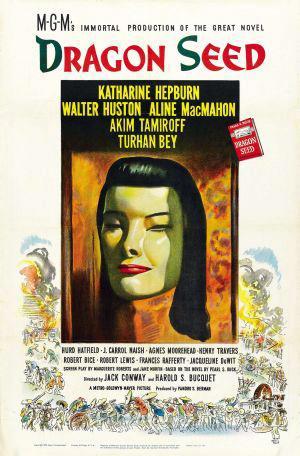 M-G-M's IMMORTAL PRODUCTION OF THE GREAT NOVEL
DRAGON SEED
KATHARINE HEPBURN
WALTER HUSTON ALINE MacMAHON
AKIM TAMIROFF
TURHAN BEY
DRAGON
SEED
HURD HATFIELD • J. CARROL NAISH • AGNES MOOREHEAD • HENRY TRAVERS
ROBERT BICE • ROBERT LEWIS • FRANCES RAFFERTY • JACQUELINE DeWIT
SCREEN PLAY BY MARGUERITE ROBERTS and JANE MURFIN • BASED ON THE NOVEL BY PEARL S. BUCK
Directed by JACK CONWAY and HAROLD S. BUCQUET
A METRO-GOLDWYN-MAYER PICTURE Produced by PANDRO S. BERMAN